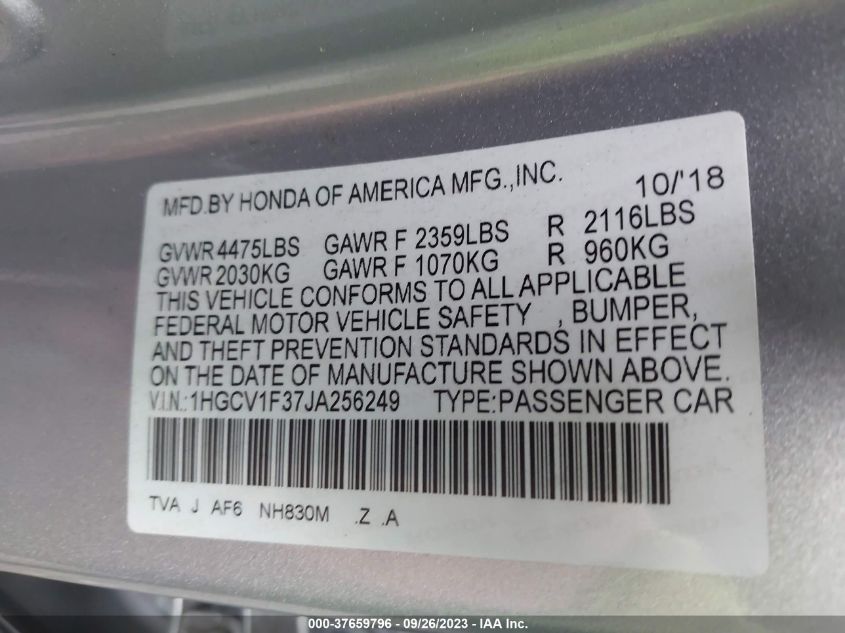 MFD.BY HONDA OF AMERICA MFG.,INC. 10/'18
GVWR 4475LBS GAWR F 2359LBS R 2116LBS
GVWR 2030KG GAWR F 1070KG R 960KG
THIS VEHICLE CONFORMS TO ALL APPLICABLE
FEDERAL MOTOR VEHICLE SAFETY , BUMPER,
AND THEFT PREVENTION STANDARDS IN EFFECT
ON THE DATE OF MANUFACTURE SHOWN ABOVE.
V.I.N.:1HGCV1F37JA256249 TYPE:PASSENGER CAR
TVA J AF6 NH830M .Z .A
000-37659796 - 09/26/2023 - IAA Inc.